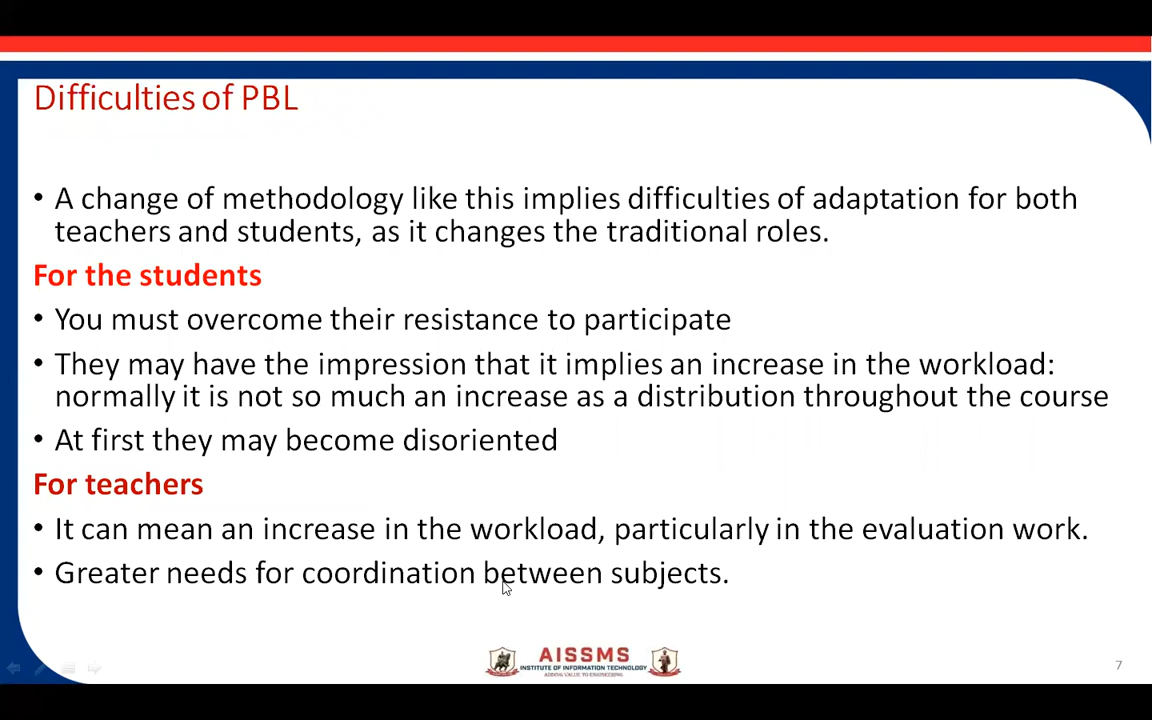 Difficulties of PBL
• A change of methodology like this implies difficulties of adaptation for both
teachers and students, as it changes the traditional roles.
For the students
• You must overcome their resistance to participate
• They may have the impression that it implies an increase in the workload:
normally it is not so much an increase as a distribution throughout the course
• At first they may become disoriented
For teachers
• It can mean an increase in the workload, particularly in the evaluation work.
• Greater needs for coordination between subjects.
AISSMS
INSTITUTE OF INFORMATION TECHNOLOGY
ADDING VALUE TO ENGINEERING
7